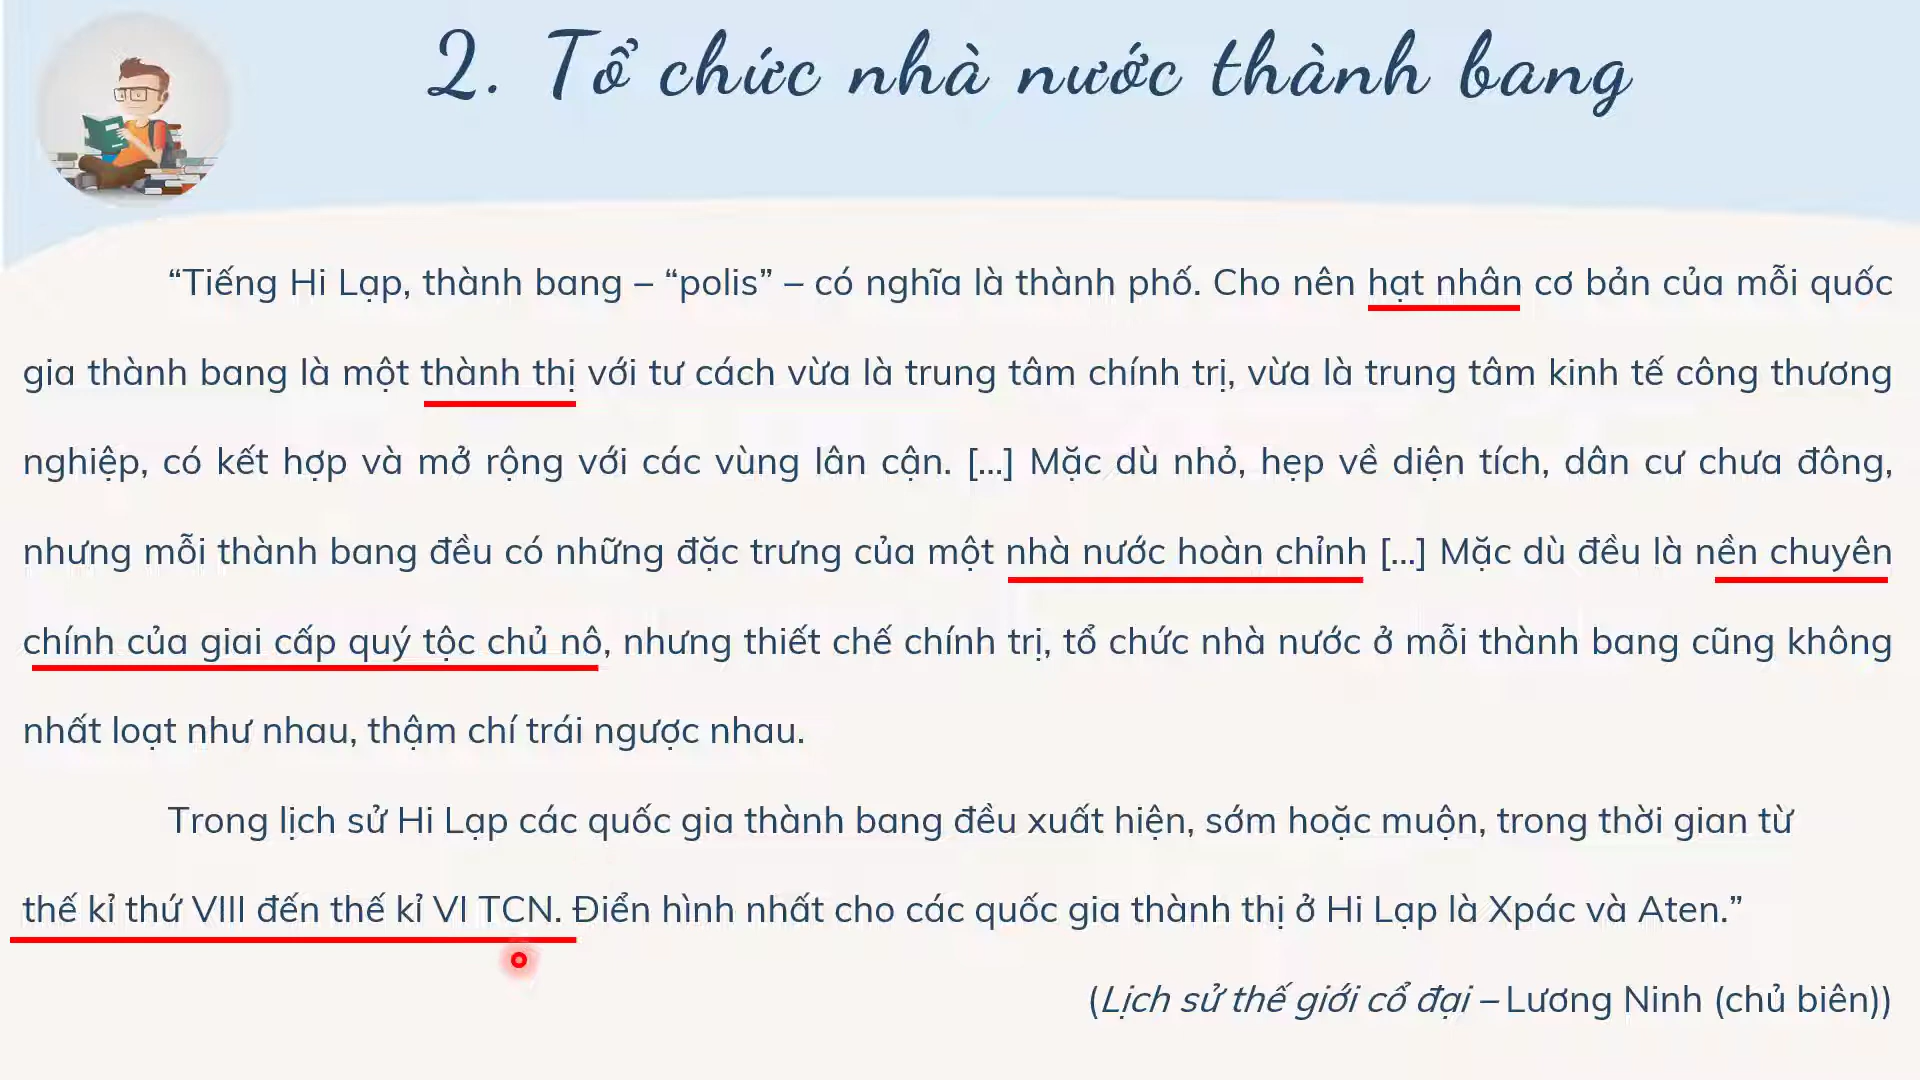 2. Tổ chức nhà nước thành bang
“Tiếng Hi Lạp, thành bang – “polis” – có nghĩa là thành phố. Cho nên hạt nhân cơ bản của mỗi quốc
gia thành bang là một thành thị với tư cách vừa là trung tâm chính trị, vừa là trung tâm kinh tế công thương
nghiệp, có kết hợp và mở rộng với các vùng lân cận. [...] Mặc dù nhỏ, hẹp về diện tích, dân cư chưa đông,
nhưng mỗi thành bang đều có những đặc trưng của một nhà nước hoàn chỉnh [...] Mặc dù đều là nền chuyên
chính của giai cấp quý tộc chủ nô, nhưng thiết chế chính trị, tổ chức nhà nước ở mỗi thành bang cũng không
nhất loạt như nhau, thậm chí trái ngược nhau.
Trong lịch sử Hi Lạp các quốc gia thành bang đều xuất hiện, sớm hoặc muộn, trong thời gian từ
thế kỉ thứ VIII đến thế kỉ VI TCN. Điển hình nhất cho các quốc gia thành thị ở Hi Lạp là Xpác và Aten.”
(Lịch sử thế giới cổ đại – Lương Ninh (chủ biên))